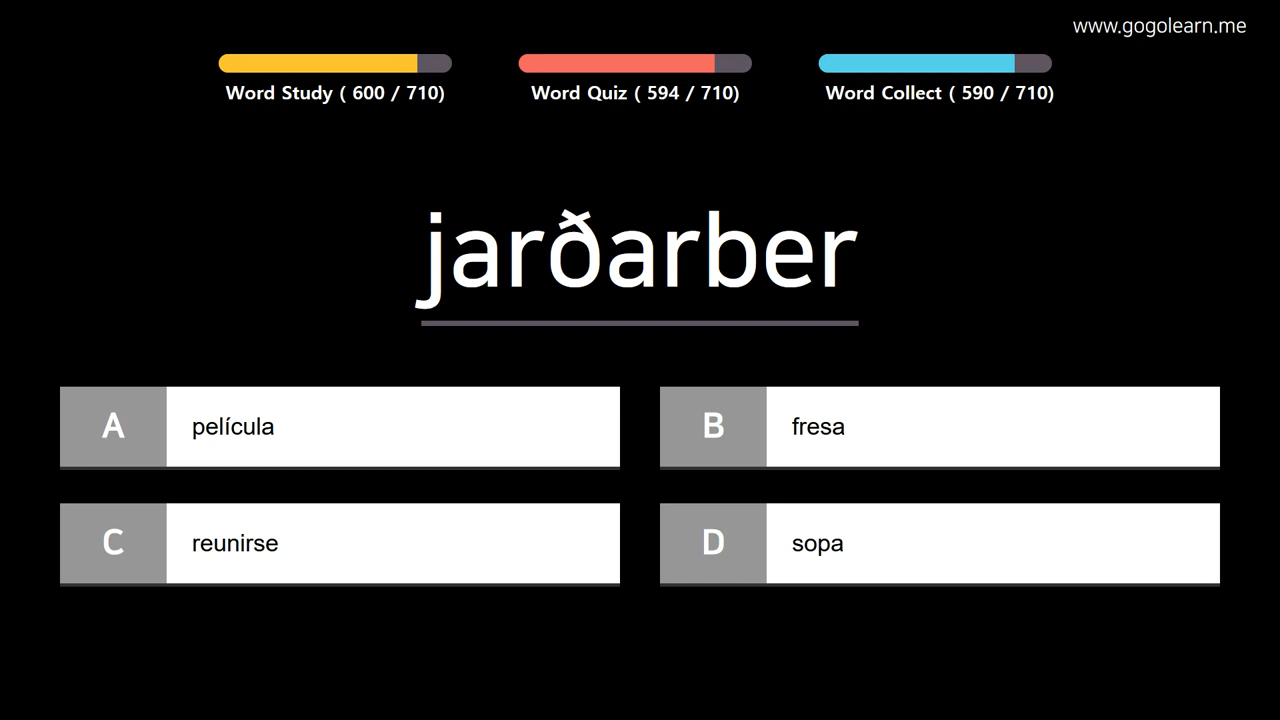 www.gogolearn.me
Word Study ( 600 / 710)
Word Quiz ( 594 / 710)
Word Collect ( 590 / 710)
jarðarber
A película
B fresa
C reunirse
D sopa